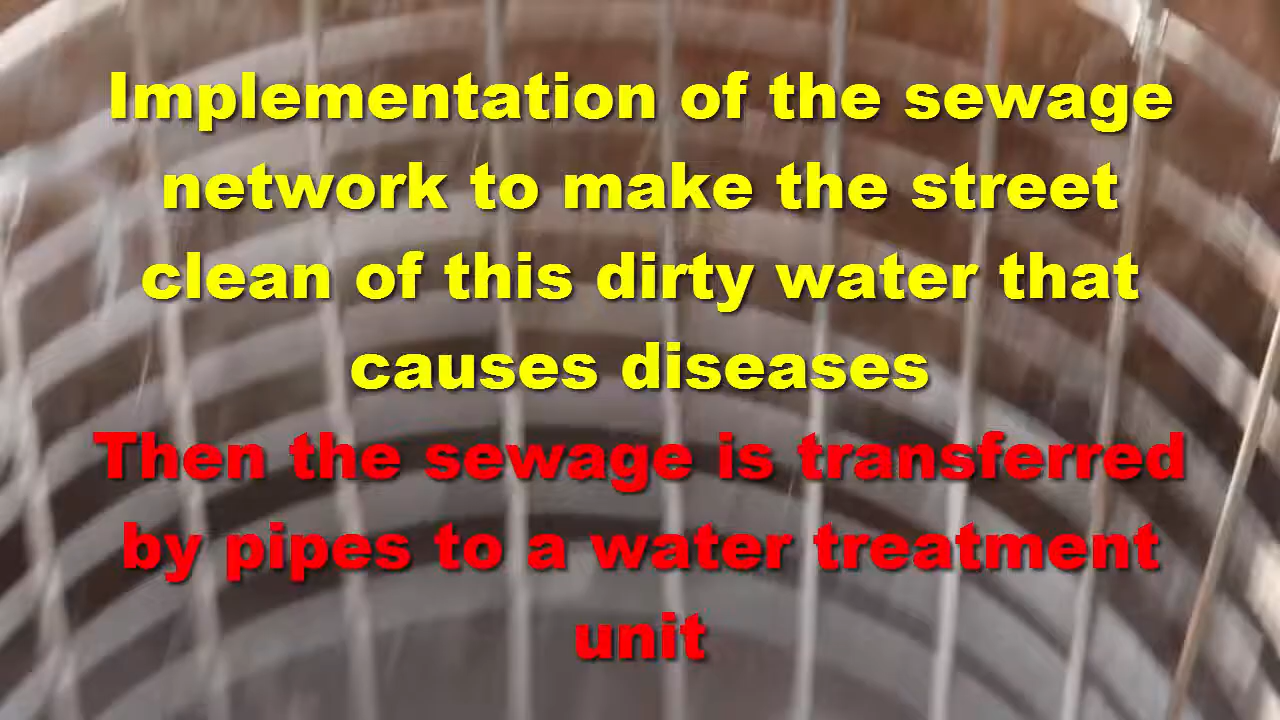 Implementation of the sewage
network to make the street
clean of this dirty water that
causes diseases
Then the sewage is transferred
by pipes to a water treatment
unit